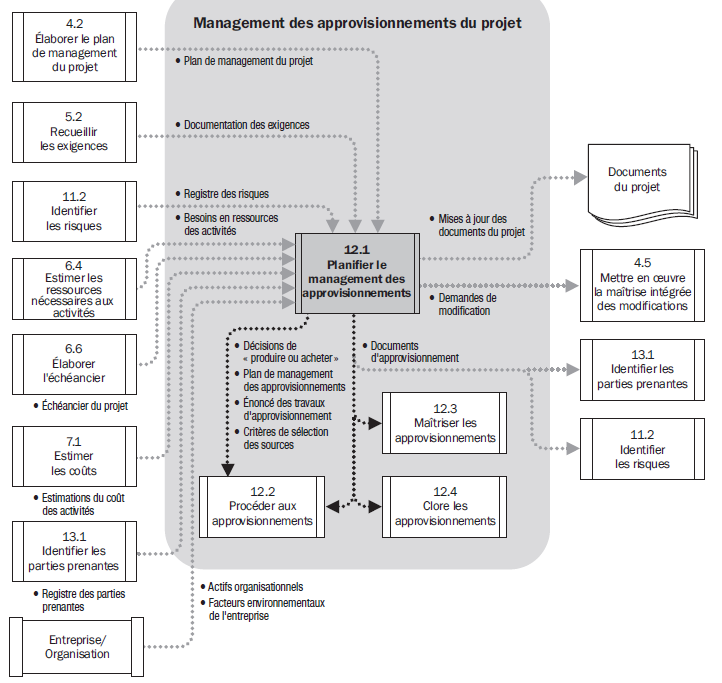 Management des approvisionnements du projet
4.2
Élaborer le plan
de management
du projet
• Plan de management du projet
5.2
Recueillir
les exigences
• Documentation des exigences
11.2
Identifier
les risques
• Registre des risques
• Besoins en ressources
des activités
6.4
Estimer les
ressources
nécessaires aux
activités
6.6
Élaborer
l'échéancier
• Échéancier du projet
7.1
Estimer
les coûts
• Estimations du coût
des activités
13.1
Identifier les
parties prenantes
• Registre des parties
prenantes
Entreprise/
Organisation
• Actifs organisationnels
• Facteurs environnementaux
de l'entreprise
12.1
Planifier le
management des
approvisionnements
• Décisions de
« produire ou acheter »
• Plan de management
des approvisionnements
• Énoncé des travaux
d'approvisionnement
• Critères de sélection
des sources
• Documents
d'approvisionnement
12.2
Procéder aux
approvisionnements
12.3
Maîtriser les
approvisionnements
12.4
Clore les
approvisionnements
• Mises à jour des
documents du projet
• Demandes de
modification
Documents
du projet
4.5
Mettre en œuvre
la maîtrise intégrée
des modifications
13.1
Identifier les
parties prenantes
11.2
Identifier
les risques